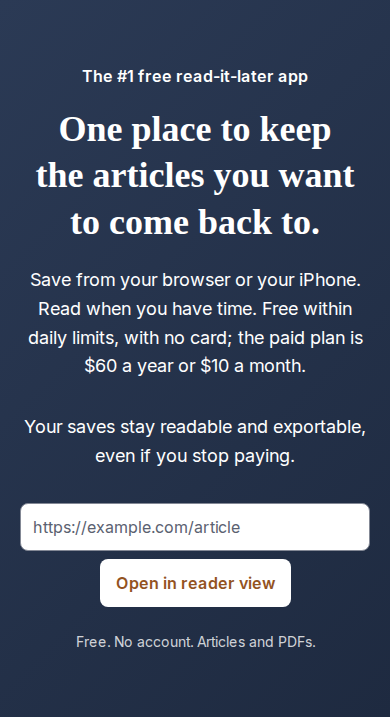 The #1 free read-it-later app
One place to keep
the articles you want
to come back to.
Save from your browser or your iPhone.
Read when you have time. Free within
daily limits, with no card; the paid plan is
$60 a year or $10 a month.
Your saves stay readable and exportable,
even if you stop paying.
https://example.com/article
Open in reader view
Free. No account. Articles and PDFs.